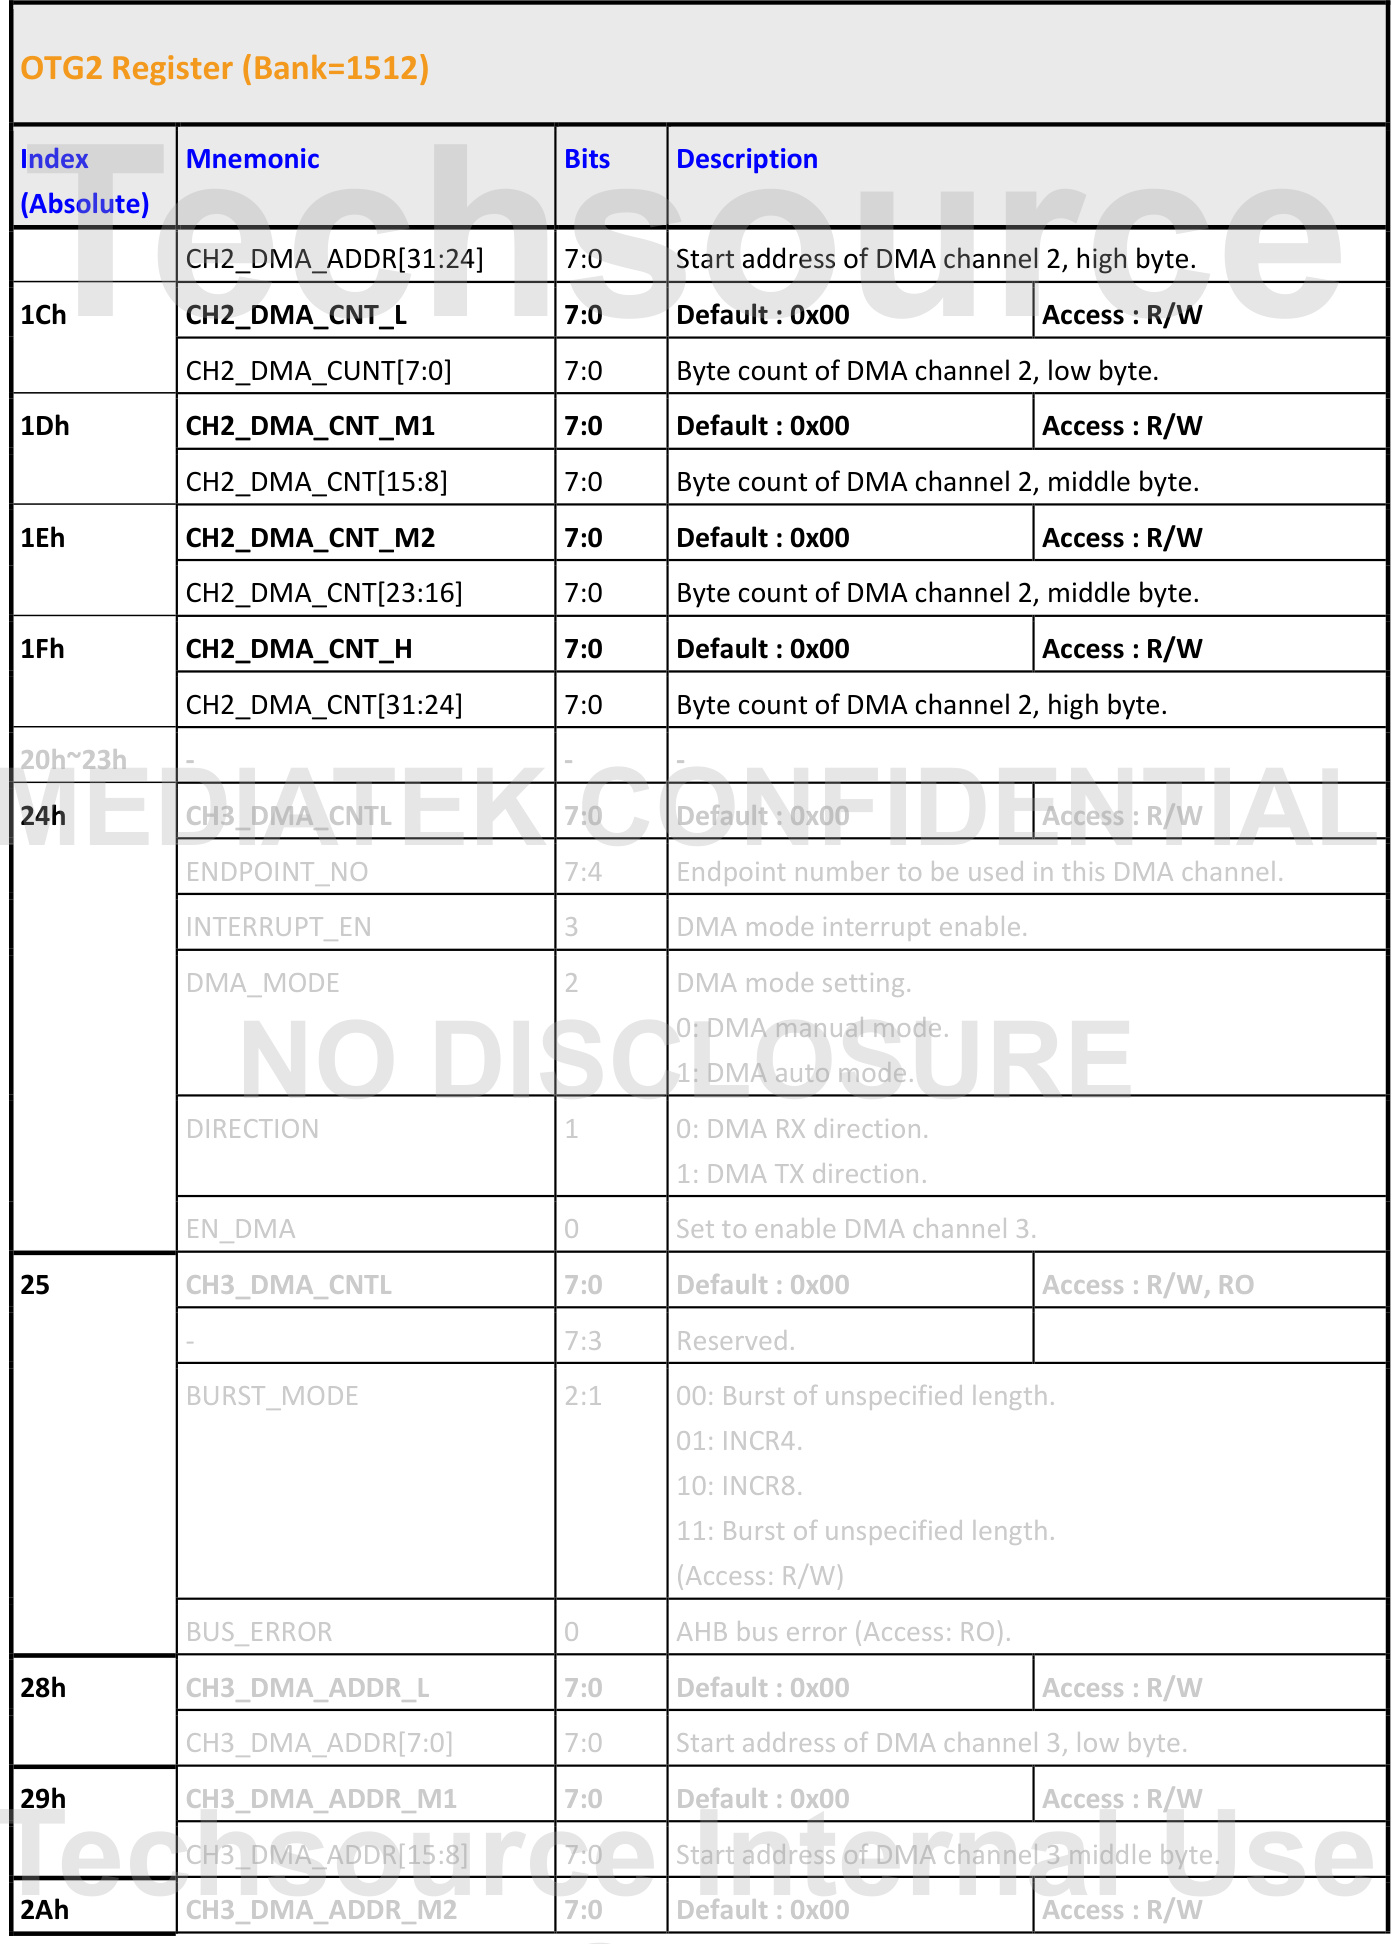 OTG2 Register (Bank=1512)
Index
(Absolute)
Mnemonic
Bits
Description
CH2_DMA_ADDR[31:24] 7:0 Start address of DMA channel 2, high byte.
1Ch CH2_DMA_CNT_L 7:0 Default : 0x00 Access : R/W
CH2_DMA_CUNT[7:0] 7:0 Byte count of DMA channel 2, low byte.
1Dh CH2_DMA_CNT_M1 7:0 Default : 0x00 Access : R/W
CH2_DMA_CNT[15:8] 7:0 Byte count of DMA channel 2, middle byte.
1Eh CH2_DMA_CNT_M2 7:0 Default : 0x00 Access : R/W
CH2_DMA_CNT[23:16] 7:0 Byte count of DMA channel 2, middle byte.
1Fh CH2_DMA_CNT_H 7:0 Default : 0x00 Access : R/W
CH2_DMA_CNT[31:24] 7:0 Byte count of DMA channel 2, high byte.
20h~23h - - -
24h CH3_DMA_CNTL 7:0 Default : 0x00 Access : R/W
ENDPOINT_NO 7:4 Endpoint number to be used in this DMA channel.
INTERRUPT_EN 3 DMA mode interrupt enable.
DMA_MODE 2 DMA mode setting.
0: DMA manual mode.
1: DMA auto mode.
DIRECTION 1 0: DMA RX direction.
1: DMA TX direction.
EN_DMA 0 Set to enable DMA channel 3.
25 CH3_DMA_CNTL 7:0 Default : 0x00 Access : R/W, RO
- 7:3 Reserved.
BURST_MODE 2:1 00: Burst of unspecified length.
01: INCR4.
10: INCR8.
11: Burst of unspecified length.
(Access: R/W)
BUS_ERROR 0 AHB bus error (Access: RO).
28h CH3_DMA_ADDR_L 7:0 Default : 0x00 Access : R/W
CH3_DMA_ADDR[7:0] 7:0 Start address of DMA channel 3, low byte.
29h CH3_DMA_ADDR_M1 7:0 Default : 0x00 Access : R/W
CH3_DMA_ADDR[15:8] 7:0 Start address of DMA channel 3 middle byte.
2Ah CH3_DMA_ADDR_M2 7:0 Default : 0x00 Access : R/W
Techsource
MEDIATEK CONFIDENTIAL
NO DISCLOSURE
Techsource Internal Use